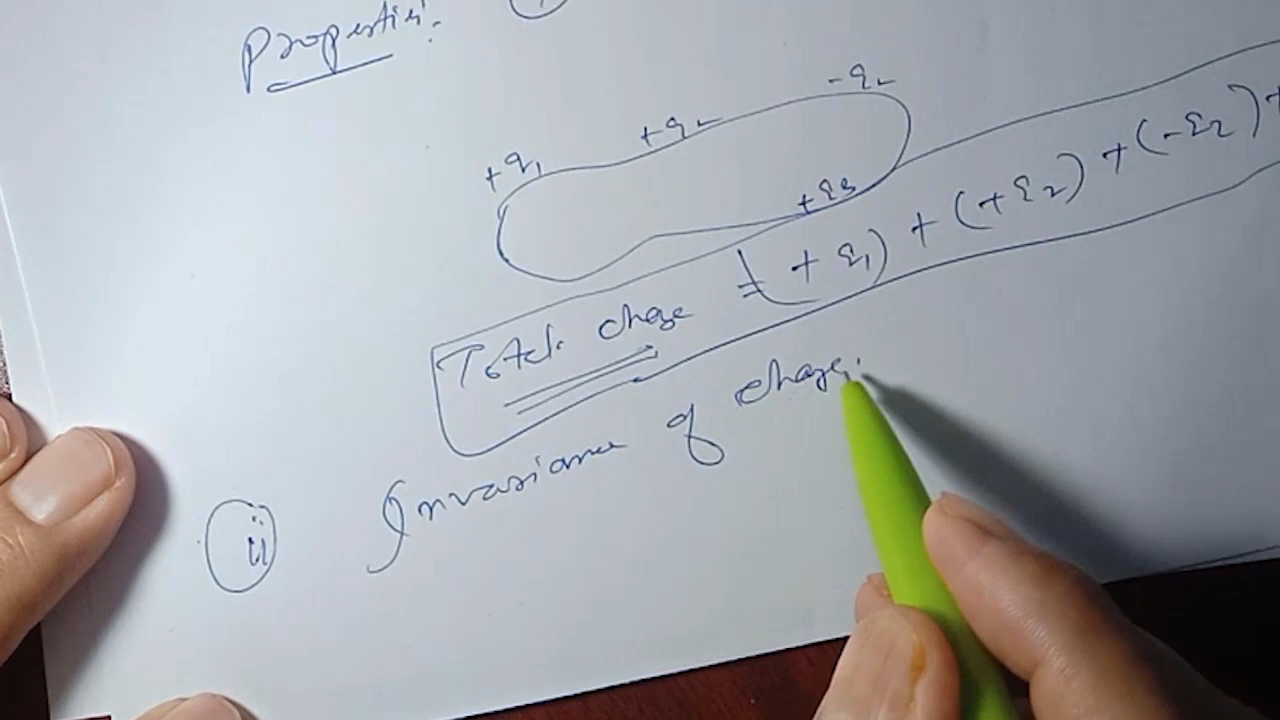 Properties:
+q₁ +q₂ -q₂
+q₃
Total charge = (+q₁) + (+q₂) + (-q₂) +
(ii) Invariance of charge: